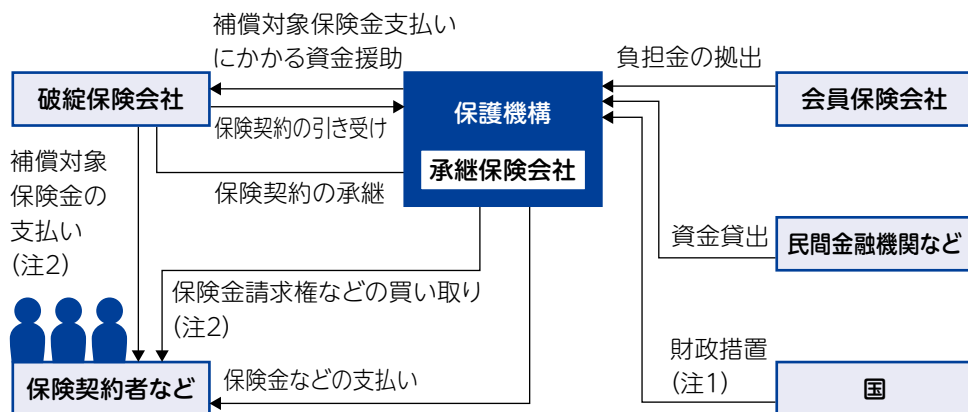 補償対象保険金支払い
にかかる資金援助
負担金の拠出
破綻保険会社
保護機構
会員保険会社
保険契約の引き受け
承継保険会社
補償対象
保険金の
支払い
(注2)
保険契約の承継
資金貸出
民間金融機関など
保険金請求権などの買い取り
(注2)
財政措置
(注1)
保険契約者など
保険金などの支払い
国